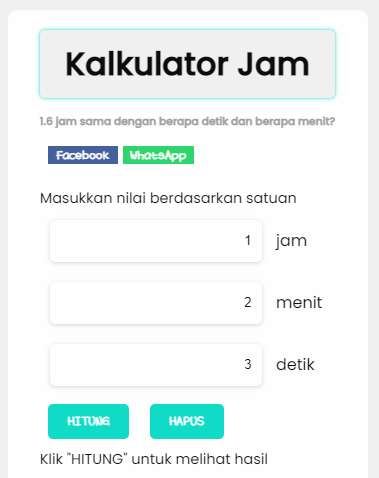 Kalkulator Jam
1.6 jam sama dengan berapa detik dan berapa menit?
Facebook WhatsApp
Masukkan nilai berdasarkan satuan
1 jam
2 menit
3 detik
HITUNG HAPUS
Klik "HITUNG" untuk melihat hasil